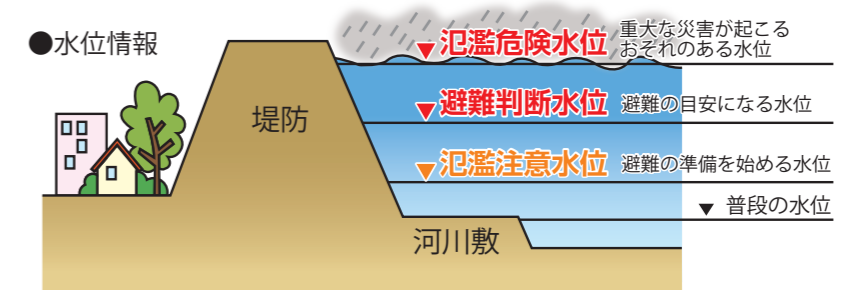 ●水位情報
▼氾濫危険水位 重大な災害が起こる
おそれのある水位
▼避難判断水位 避難の目安になる水位
堤防
▼氾濫注意水位 避難の準備を始める水位
▼ 普段の水位
河川敷